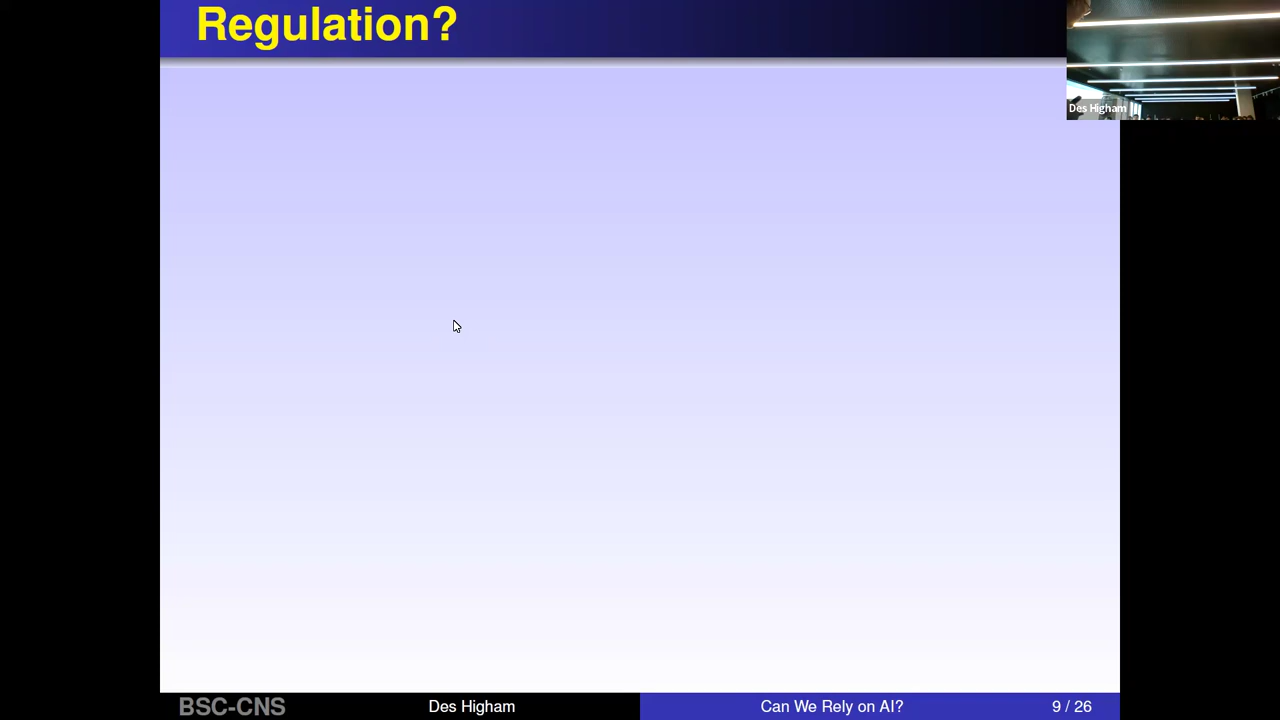 Regulation?
Des Higham
BSC-CNS
Des Higham
Can We Rely on AI?
9 / 26